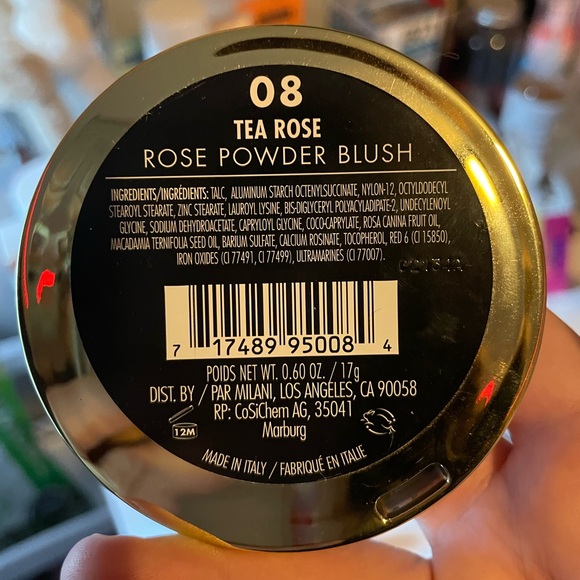 08
TEA ROSE
ROSE POWDER BLUSH
INGREDIENTS/INGRÉDIENTS: TALC, ALUMINUM STARCH OCTENYLSUCCINATE, NYLON-12, OCTYLDODECYL
STEAROYL STEARATE, ZINC STEARATE, LAUROYL LYSINE, BIS-DIGLYCERYL POLYACYLADIPATE-2, UNDECYLENOYL
GLYCINE, SODIUM DEHYDROACETATE, CAPRYLOYL GLYCINE, COCO-CAPRYLATE, ROSA CANINA FRUIT OIL,
MACADAMIA TERNIFOLIA SEED OIL, BARIUM SULFATE, CALCIUM ROSINATE, TOCOPHEROL, RED 6 (CI 15850),
IRON OXIDES (CI 77491, CI 77499), ULTRAMARINES (CI 77007).
7 17489 95008 4
POIDS NET WT. 0.60 OZ. / 17g
DIST. BY / PAR MILANI, LOS ANGELES, CA 90058
RP: CoSiChem AG, 35041
Marburg
12M
MADE IN ITALY / FABRIQUÉ EN ITALIE